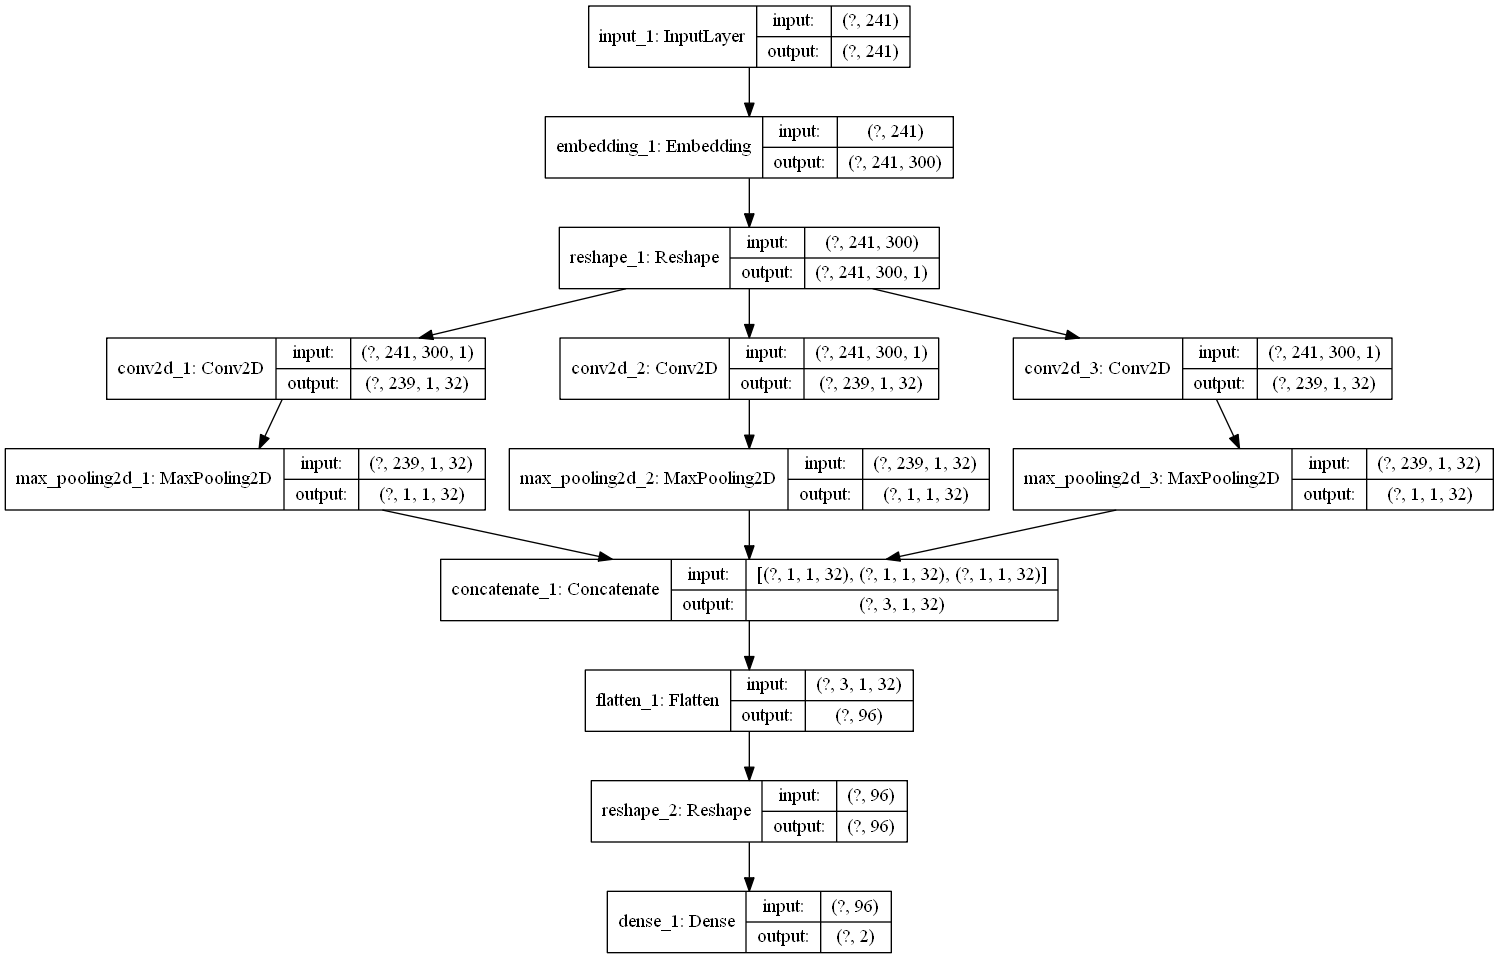 input_1: InputLayer
input: (?, 241)
output: (?, 241)
embedding_1: Embedding
input: (?, 241)
output: (?, 241, 300)
reshape_1: Reshape
input: (?, 241, 300)
output: (?, 241, 300, 1)
conv2d_1: Conv2D
input: (?, 241, 300, 1)
output: (?, 239, 1, 32)
conv2d_2: Conv2D
input: (?, 241, 300, 1)
output: (?, 239, 1, 32)
conv2d_3: Conv2D
input: (?, 241, 300, 1)
output: (?, 239, 1, 32)
max_pooling2d_1: MaxPooling2D
input: (?, 239, 1, 32)
output: (?, 1, 1, 32)
max_pooling2d_2: MaxPooling2D
input: (?, 239, 1, 32)
output: (?, 1, 1, 32)
max_pooling2d_3: MaxPooling2D
input: (?, 239, 1, 32)
output: (?, 1, 1, 32)
concatenate_1: Concatenate
input: [(?, 1, 1, 32), (?, 1, 1, 32), (?, 1, 1, 32)]
output: (?, 3, 1, 32)
flatten_1: Flatten
input: (?, 3, 1, 32)
output: (?, 96)
reshape_2: Reshape
input: (?, 96)
output: (?, 96)
dense_1: Dense
input: (?, 96)
output: (?, 2)